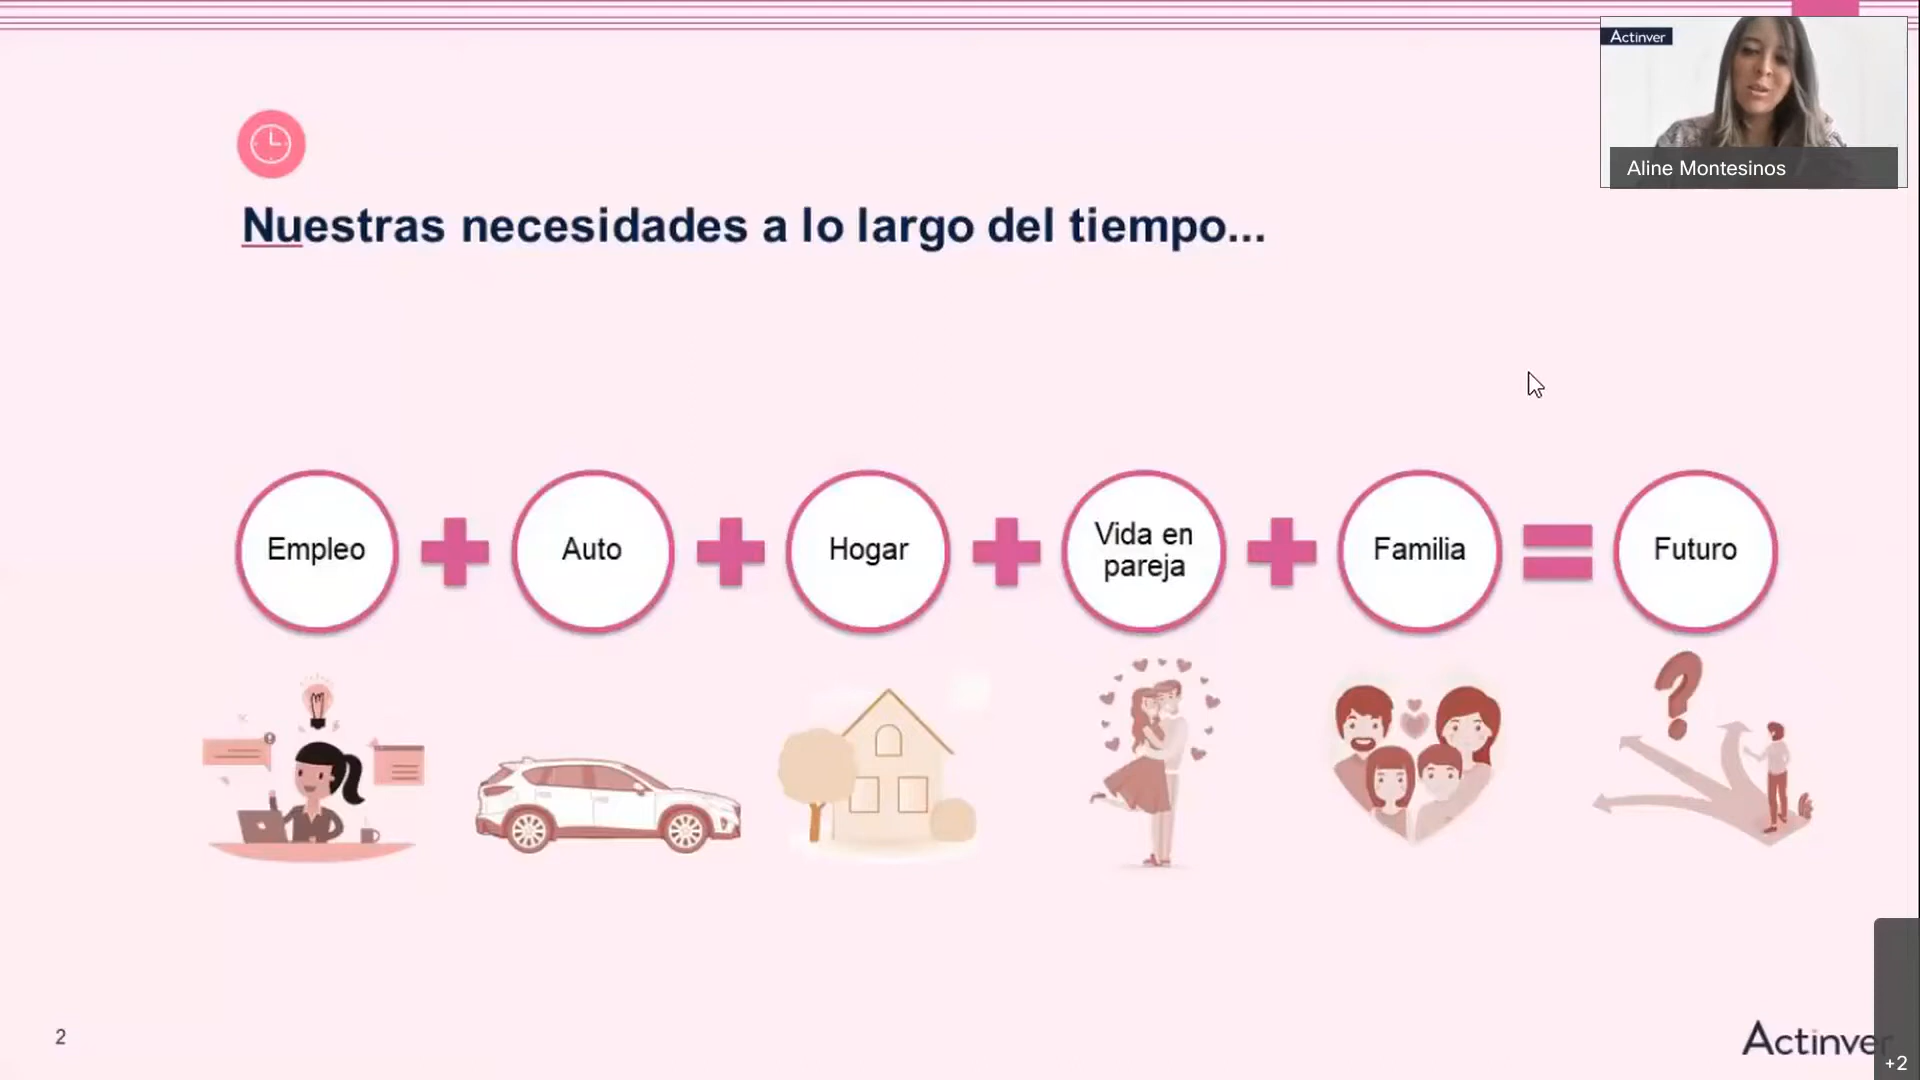 Actinver
Aline Montesinos
Nuestras necesidades a lo largo del tiempo...
Empleo
Auto
Hogar
Vida en
pareja
Familia
Futuro
?
2
Actinver
+2